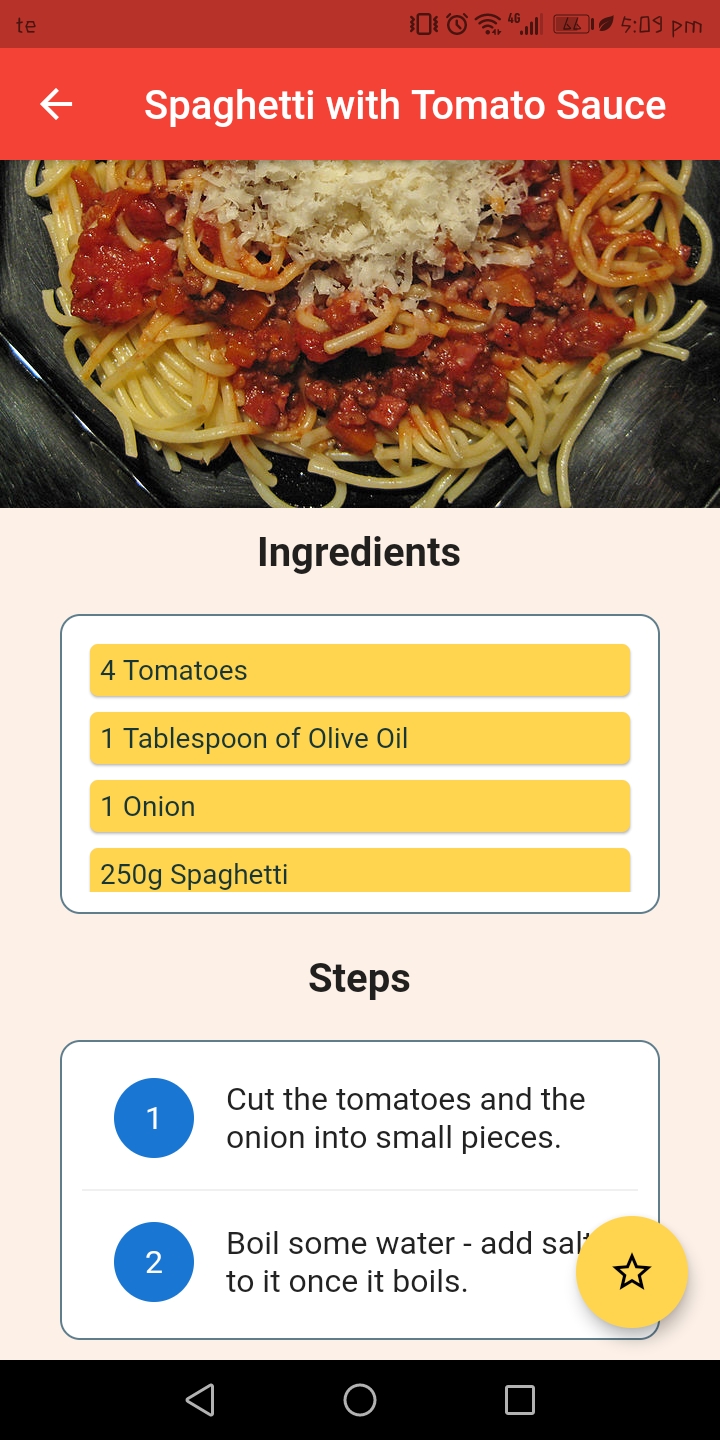 te
4G
66
5:09 pm
Spaghetti with Tomato Sauce
Ingredients
4 Tomatoes
1 Tablespoon of Olive Oil
1 Onion
250g Spaghetti
Steps
1
Cut the tomatoes and the
onion into small pieces.
2
Boil some water - add salt
to it once it boils.